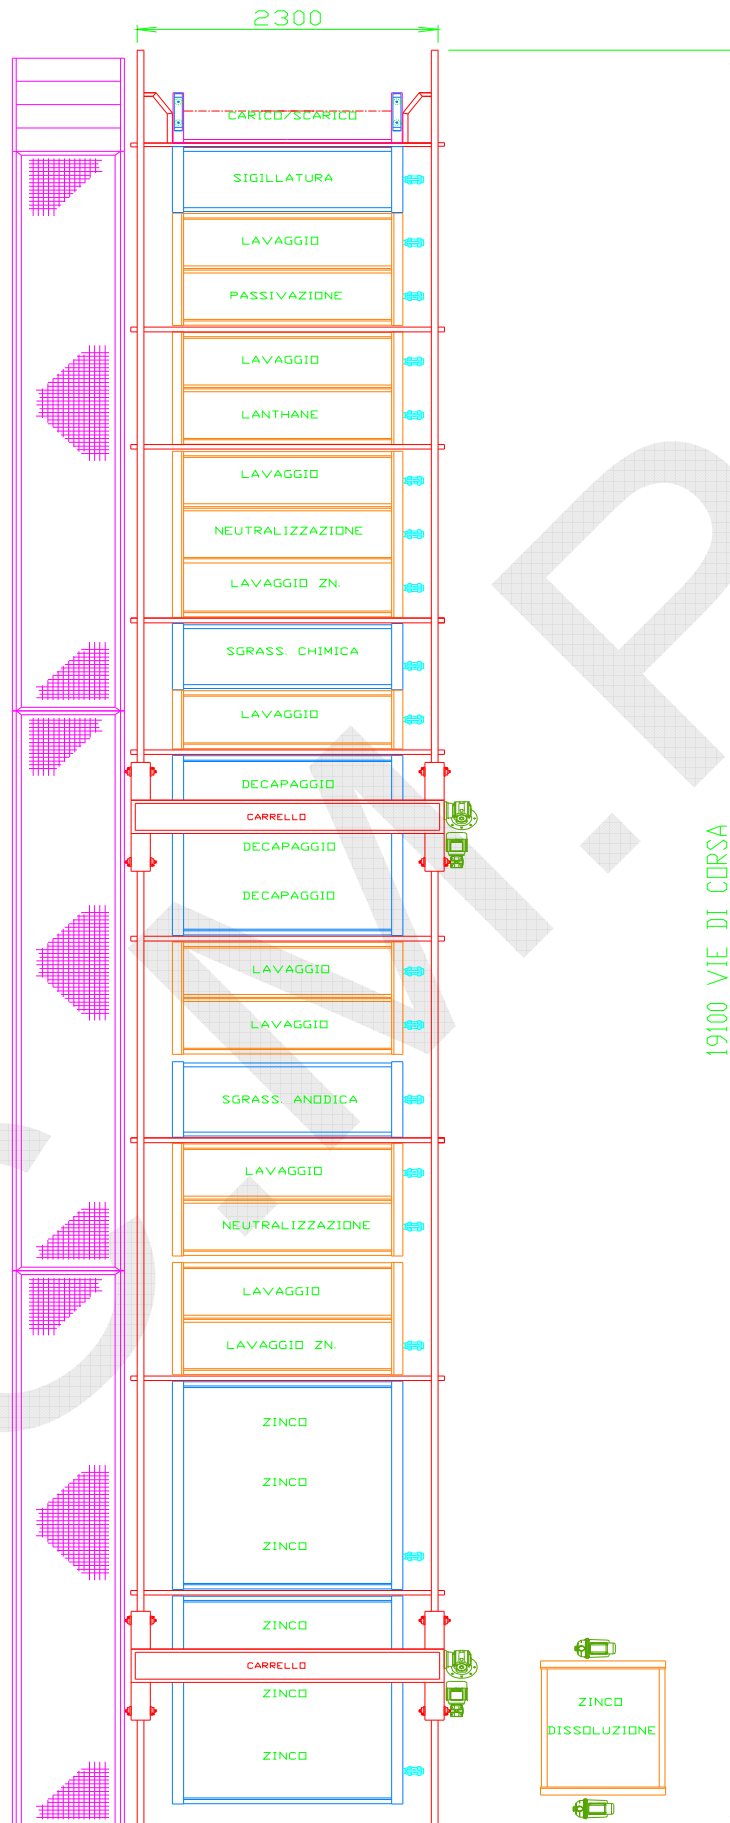 2300
CARICO/SCARICO
SIGILLATURA
LAVAGGIO
PASSIVAZIONE
LAVAGGIO
LANTHANE
LAVAGGIO
NEUTRALIZZAZIONE
LAVAGGIO ZN.
SGRASS. CHIMICA
LAVAGGIO
DECAPAGGIO
CARRELLO
DECAPAGGIO
DECAPAGGIO
LAVAGGIO
LAVAGGIO
SGRASS. ANODICA
LAVAGGIO
NEUTRALIZZAZIONE
LAVAGGIO
LAVAGGIO ZN.
ZINCO
ZINCO
ZINCO
ZINCO
CARRELLO
ZINCO
ZINCO
19100 VIE DI CORSA
ZINCO
DISSOLUZIONE
C.M.P